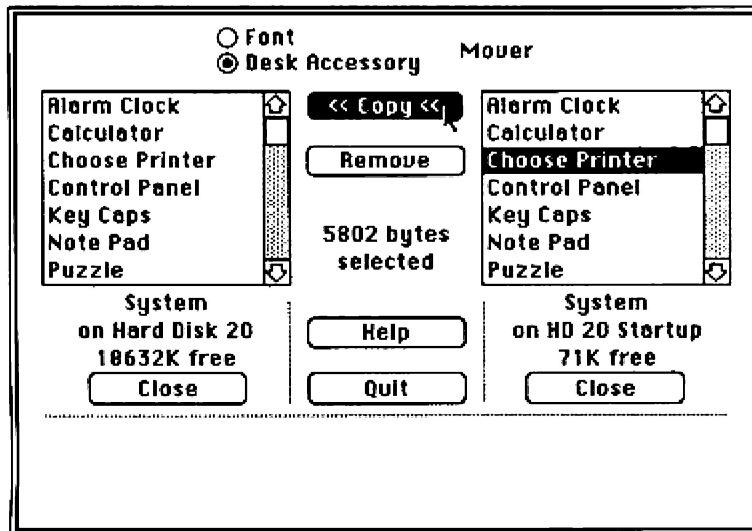 Font
Desk Accessory
Mover
Alarm Clock
Calculator
Choose Printer
Control Panel
Key Caps
Note Pad
Puzzle
System
on Hard Disk 20
18632K free
Close
<< Copy <<
Remove
5802 bytes
selected
Help
Quit
Alarm Clock
Calculator
Choose Printer
Control Panel
Key Caps
Note Pad
Puzzle
System
on HD 20 Startup
71K free
Close